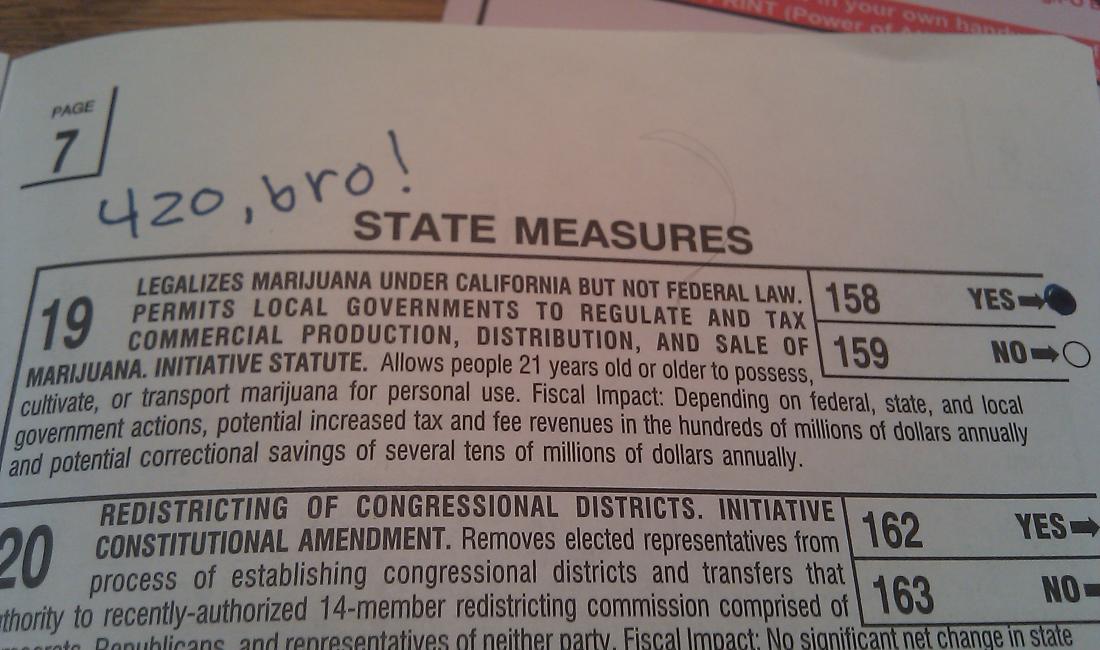 PRINT (Power of
in your own
PAGE
7
420, bro!
STATE MEASURES
19
LEGALIZES MARIJUANA UNDER CALIFORNIA BUT NOT FEDERAL LAW.
PERMITS LOCAL GOVERNMENTS TO REGULATE AND TAX
COMMERCIAL PRODUCTION, DISTRIBUTION, AND SALE OF
MARIJUANA. INITIATIVE STATUTE. Allows people 21 years old or older to possess,
cultivate, or transport marijuana for personal use. Fiscal Impact: Depending on federal, state, and local
government actions, potential increased tax and fee revenues in the hundreds of millions of dollars annually
and potential correctional savings of several tens of millions of dollars annually.
158 YES
159 NO
20
REDISTRICTING OF CONGRESSIONAL DISTRICTS. INITIATIVE
CONSTITUTIONAL AMENDMENT. Removes elected representatives from
process of establishing congressional districts and transfers that
thority to recently-authorized 14-member redistricting commission comprised of
Republicans, and representatives of neither party. Fiscal Impact: No significant net change in state
162 YES
163 NO